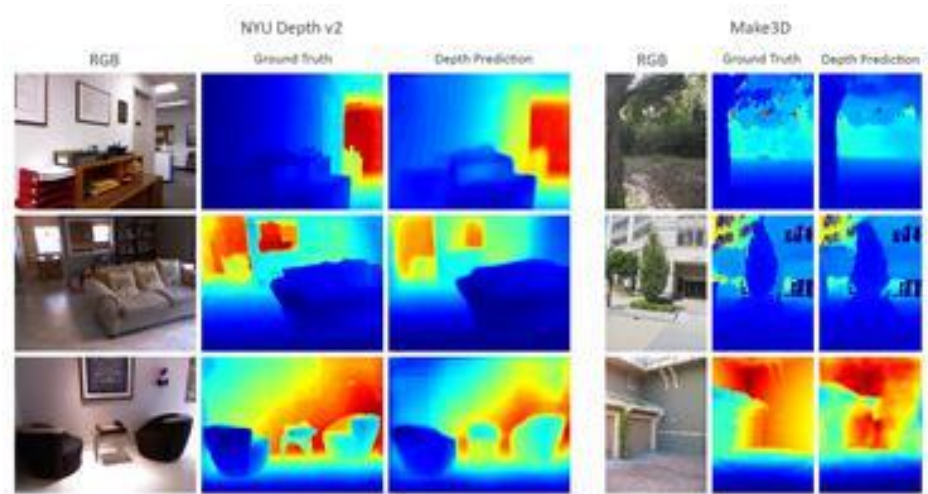 NYU Depth v2
Make3D
RGB
Ground Truth
Depth Prediction
RGB
Ground Truth
Depth Prediction